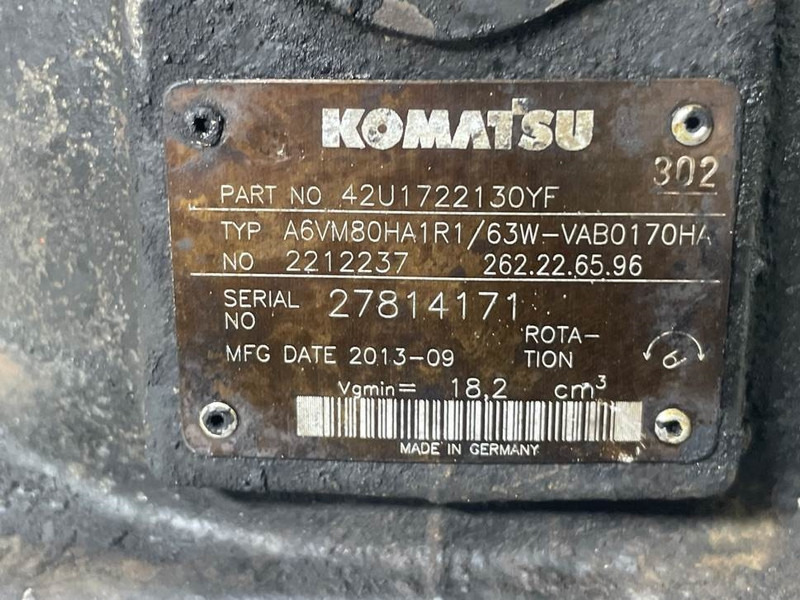 KOMATSU
302
PART NO 42U1722130YF
TYP A6VM80HA1R1/63W-VAB0170HA
NO 2212237 262.22.65.96
SERIAL NO 27814171
MFG DATE 2013-09 ROTA-TION
Vgmin= 18,2 cm³
MADE IN GERMANY